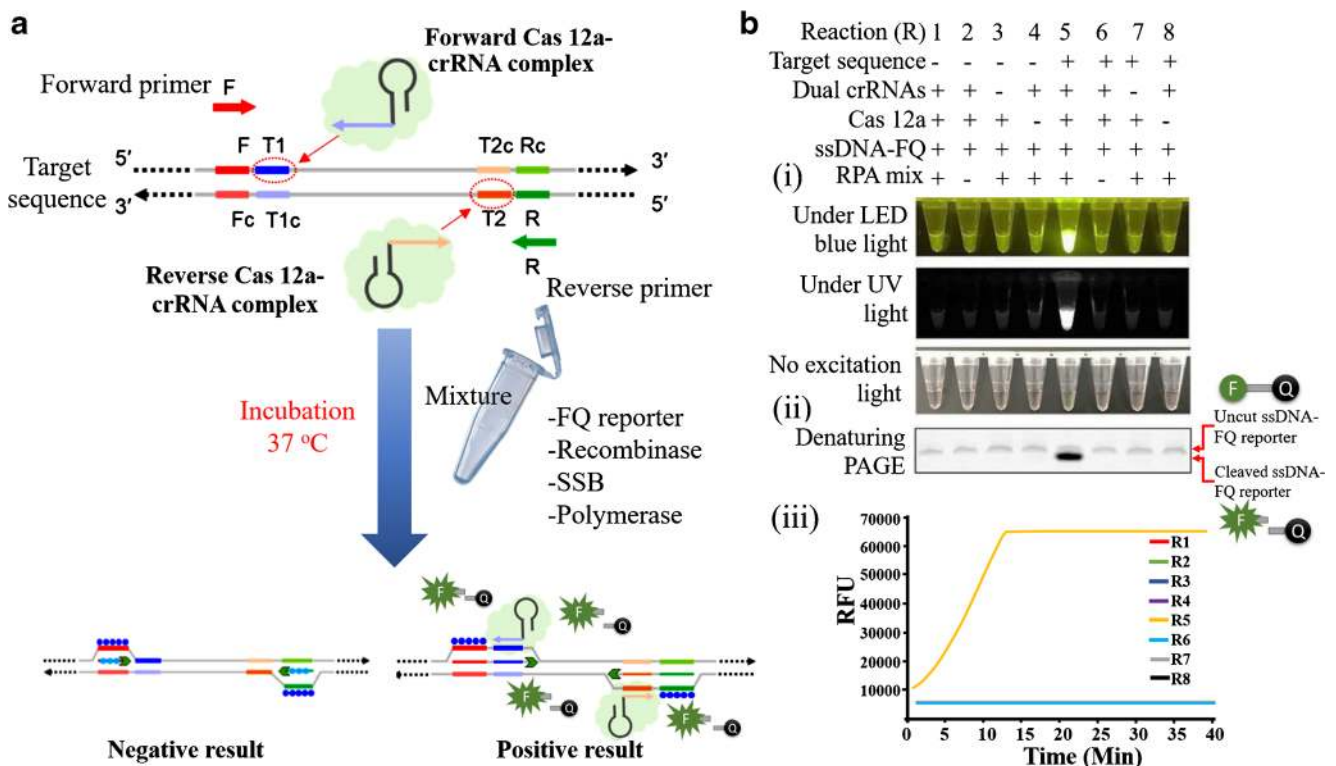 a
Forward Cas 12a-
crRNA complex
Forward primer
F
F
T1
T2c
Rc
5′
3′
Target
sequence
3′
5′
Fc
T1c
T2
R
R
Reverse Cas 12a-
crRNA complex
Reverse primer
Incubation
37 °C
Mixture
-FQ reporter
-Recombinase
-SSB
-Polymerase
F
Q
F
Q
F
Q
F
Q
Negative result
Positive result
b
Reaction (R) 1 2 3 4 5 6 7 8
Target sequence - - - - + + + +
Dual crRNAs + + - + + + - +
Cas 12a + + + - + + + -
ssDNA-FQ + + + + + + + +
RPA mix + - + + + - + +
(i)
Under LED
blue light
Under UV
light
No excitation
light
(ii)
Denaturing
PAGE
F
Q
Uncut ssDNA-
FQ reporter
Cleaved ssDNA-
FQ reporter
F
Q
(iii)
70000
60000
50000
40000
30000
20000
10000
RFU
0 5 10 15 20 25 30 35 40
Time (Min)
R1
R2
R3
R4
R5
R6
R7
R8